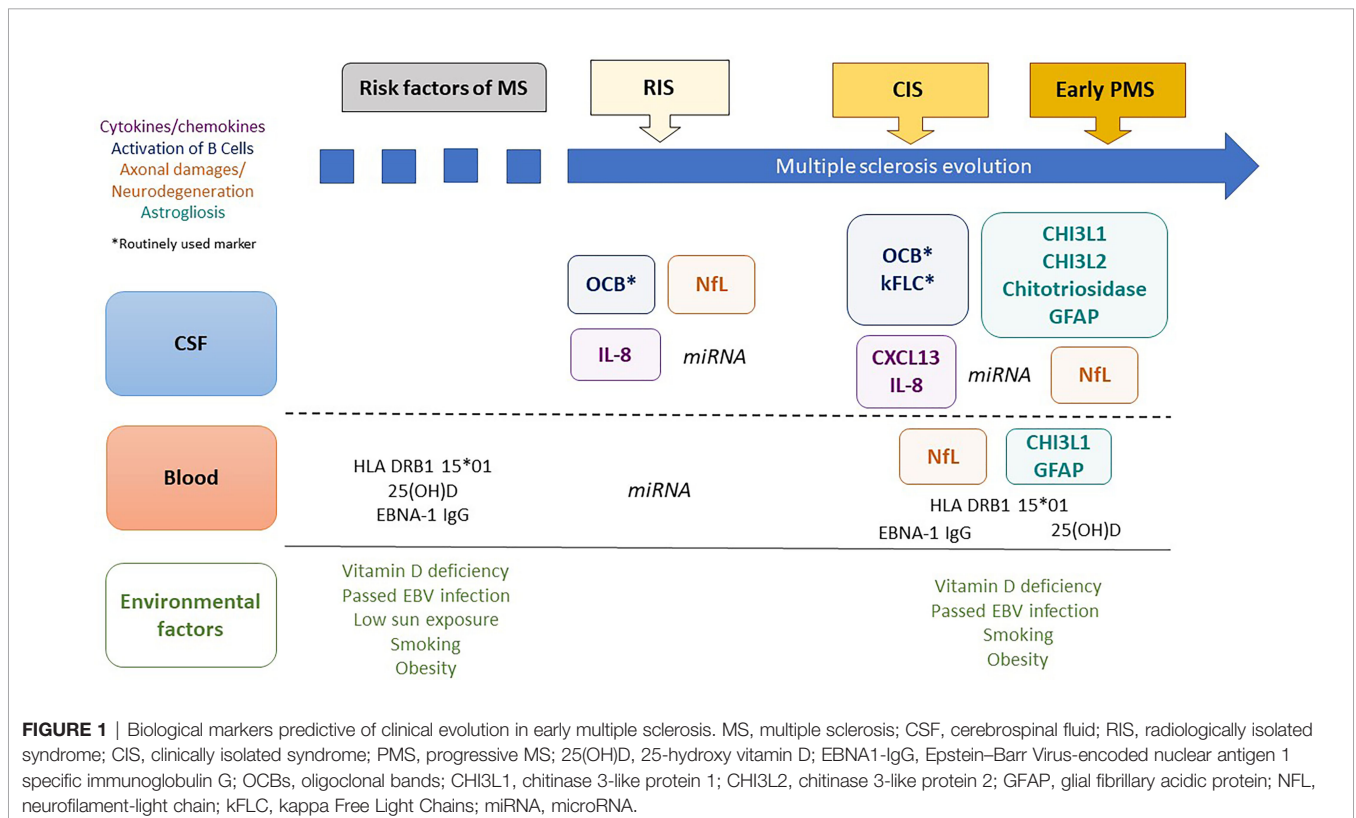 Risk factors of MS
RIS
CIS
Early PMS
Cytokines/chemokines
Activation of B Cells
Axonal damages/
Neurodegeneration
Astrogliosis
*Routinely used marker
Multiple sclerosis evolution
CSF
OCB*
NfL
IL-8
miRNA
OCB*
kFLC*
CHI3L1
CHI3L2
Chitotriosidase
GFAP
CXCL13
IL-8
miRNA
NfL
Blood
HLA DRB1 15*01
25(OH)D
EBNA-1 IgG
miRNA
NfL
CHI3L1
GFAP
HLA DRB1 15*01
EBNA-1 IgG
25(OH)D
Environmental
factors
Vitamin D deficiency
Passed EBV infection
Low sun exposure
Smoking
Obesity
Vitamin D deficiency
Passed EBV infection
Smoking
Obesity
FIGURE 1 | Biological markers predictive of clinical evolution in early multiple sclerosis. MS, multiple sclerosis; CSF, cerebrospinal fluid; RIS, radiologically isolated
syndrome; CIS, clinically isolated syndrome; PMS, progressive MS; 25(OH)D, 25-hydroxy vitamin D; EBNA1-IgG, Epstein–Barr Virus-encoded nuclear antigen 1
specific immunoglobulin G; OCBs, oligoclonal bands; CHI3L1, chitinase 3-like protein 1; CHI3L2, chitinase 3-like protein 2; GFAP, glial fibrillary acidic protein; NFL,
neurofilament-light chain; kFLC, kappa Free Light Chains; miRNA, microRNA.